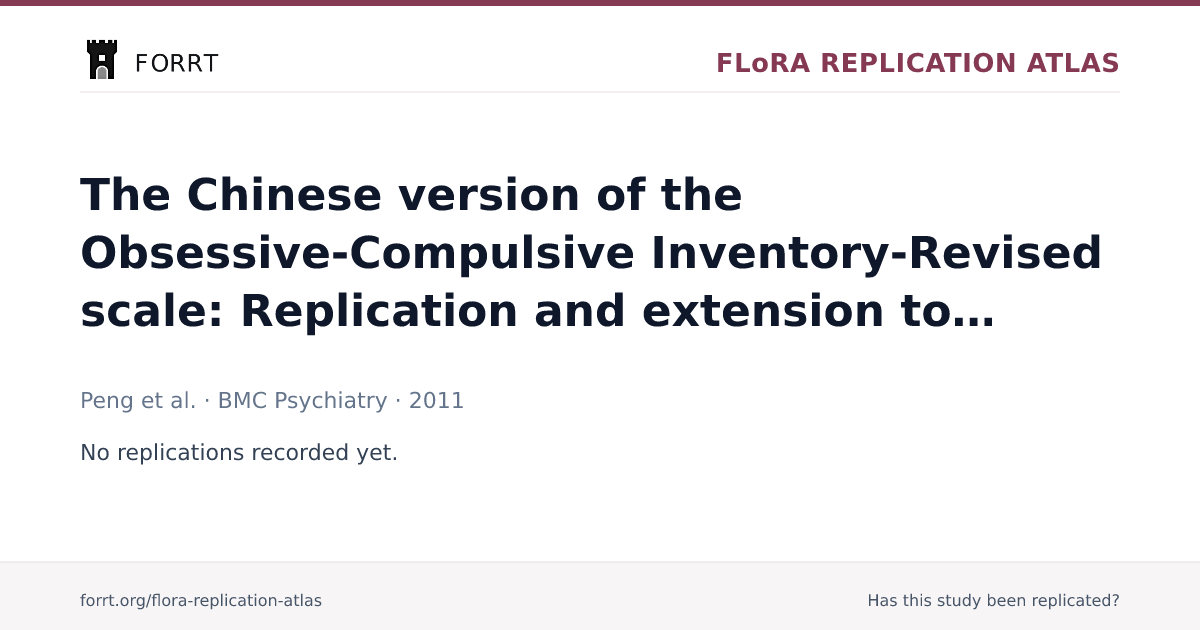 FORRT
FLoRA REPLICATION ATLAS
The Chinese version of the
Obsessive-Compulsive Inventory-Revised
scale: Replication and extension to…
Peng et al. · BMC Psychiatry · 2011
No replications recorded yet.
forrt.org/flora-replication-atlas
Has this study been replicated?